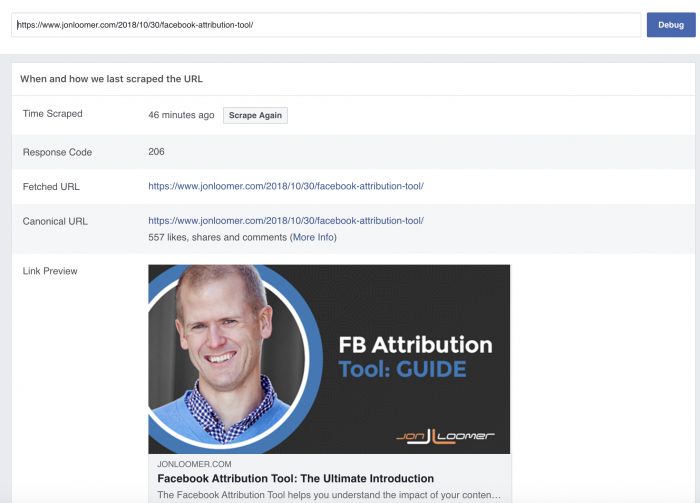 https://www.jonloomer.com/2018/10/30/facebook-attribution-tool/
Debug
When and how we last scraped the URL
Time Scraped 46 minutes ago Scrape Again
Response Code 206
Fetched URL https://www.jonloomer.com/2018/10/30/facebook-attribution-tool/
Canonical URL https://www.jonloomer.com/2018/10/30/facebook-attribution-tool/
557 likes, shares and comments (More Info)
Link Preview
FB Attribution
Tool: GUIDE
JON LOOMER
JONLOOMER.COM
Facebook Attribution Tool: The Ultimate Introduction
The Facebook Attribution Tool helps you understand the impact of your conten…